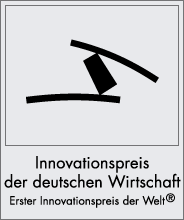 Innovationspreis
der deutschen Wirtschaft
Erster Innovationspreis der Welt®